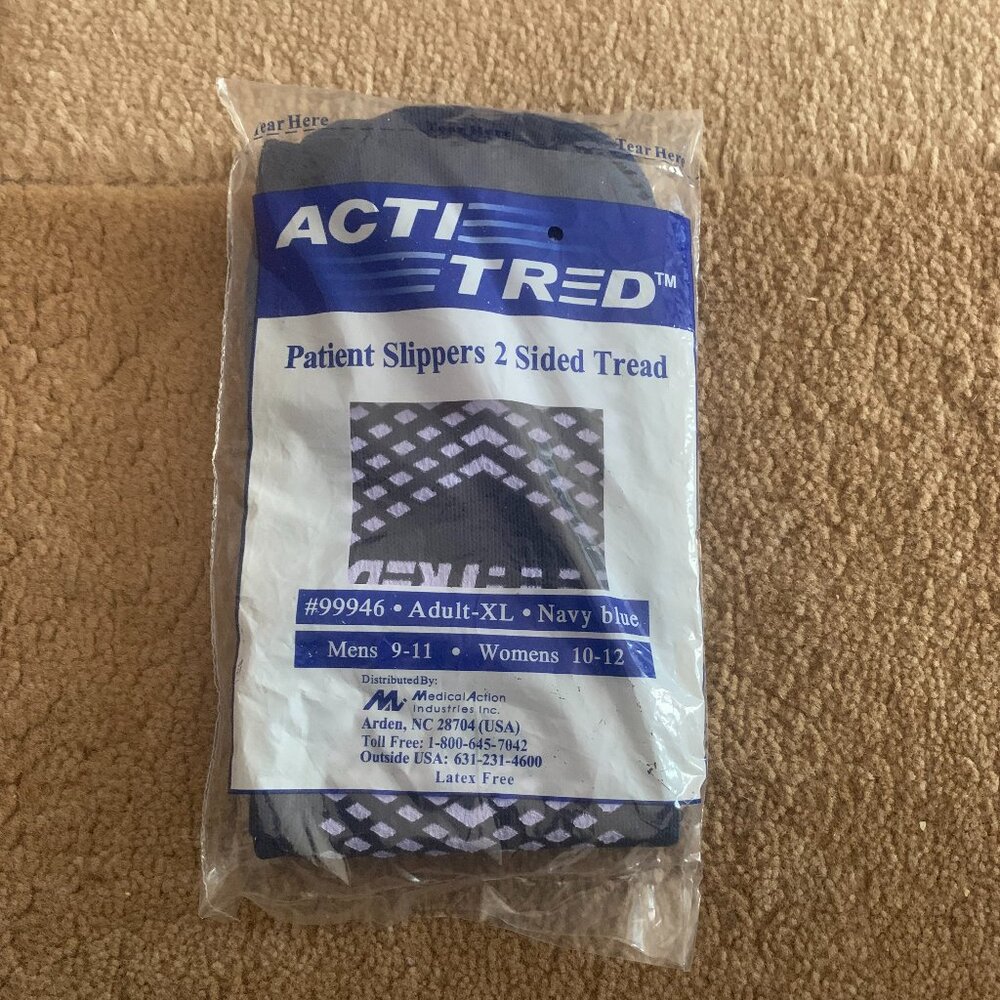 Tear Here
Tear Here
Tear Here
ACTI
TRED™
Patient Slippers 2 Sided Tread
#99946 • Adult-XL • Navy blue
Mens 9-11 • Womens 10-12
Distributed By:
Medical Action
Industries Inc.
Arden, NC 28704 (USA)
Toll Free: 1-800-645-7042
Outside USA: 631-231-4600
Latex Free